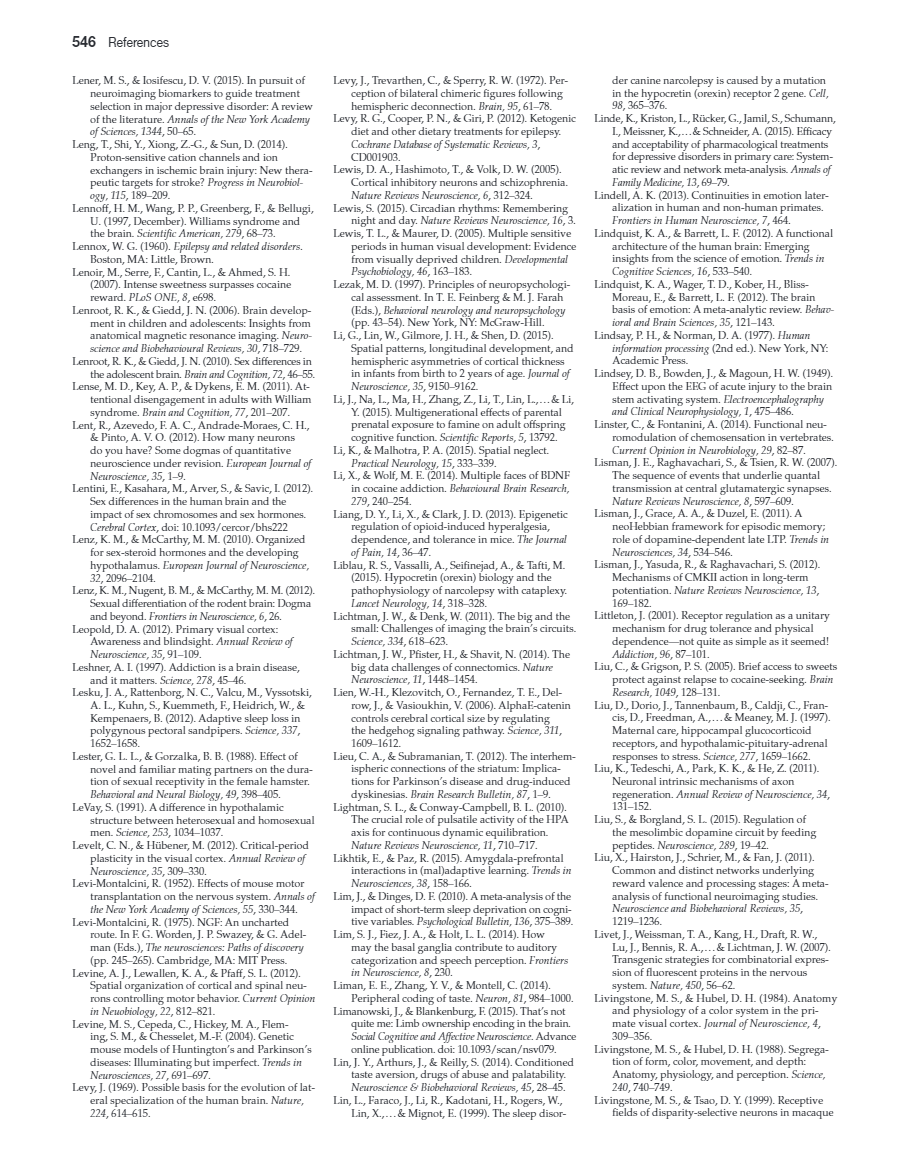 546 References
Lener, M. S., & Iosifescu, D. V. (2015). In pursuit of
neuroimaging biomarkers to guide treatment
selection in major depressive disorder: A review
of the literature. Annals of the New York Academy
of Sciences, 1344, 50–65.
Leng, T., Shi, Y., Xiong, Z.-G., & Sun, D. (2014).
Proton-sensitive cation channels and ion
exchangers in ischemic brain injury: New thera-
peutic targets for stroke? Progress in Neurobiol-
ogy, 115, 189–209.
Lennoff, H. M., Wang, P. P., Greenberg, F., & Bellugi,
U. (1997, December). Williams syndrome and
the brain. Scientific American, 279, 68–73.
Lennox, W. G. (1960). Epilepsy and related disorders.
Boston, MA: Little, Brown.
Lenoir, M., Serre, F., Cantin, L., & Ahmed, S. H.
(2007). Intense sweetness surpasses cocaine
reward. PLoS ONE, 8, e698.
Lenroot, R. K., & Giedd, J. N. (2006). Brain develop-
ment in children and adolescents: Insights from
anatomical magnetic resonance imaging. Neuro-
science and Biobehavioural Reviews, 30, 718–729.
Lenroot, R. K., & Giedd, J. N. (2010). Sex differences in
the adolescent brain. Brain and Cognition, 72, 46–55.
Lense, M. D., Key, A. P., & Dykens, E. M. (2011). At-
tentional disengagement in adults with William
syndrome. Brain and Cognition, 77, 201–207.
Lent, R., Azevedo, F. A. C., Andrade-Moraes, C. H.,
& Pinto, A. V. O. (2012). How many neurons
do you have? Some dogmas of quantitative
neuroscience under revision. European Journal of
Neuroscience, 35, 1–9.
Lentini, E., Kasahara, M., Arver, S., & Savic, I. (2012).
Sex differences in the human brain and the
impact of sex chromosomes and sex hormones.
Cerebral Cortex, doi: 10.1093/cercor/bhs222
Lenz, K. M., & McCarthy, M. M. (2010). Organized
for sex-steroid hormones and the developing
hypothalamus. European Journal of Neuroscience,
32, 2096–2104.
Lenz, K. M., Nugent, B. M., & McCarthy, M. M. (2012).
Sexual differentiation of the rodent brain: Dogma
and beyond. Frontiers in Neuroscience, 6, 26.
Leopold, D. A. (2012). Primary visual cortex:
Awareness and blindsight. Annual Review of
Neuroscience, 35, 91–109.
Leshner, A. I. (1997). Addiction is a brain disease,
and it matters. Science, 278, 45–46.
Lesku, J. A., Rattenborg, N. C., Valcu, M., Vyssotski,
A. L., Kuhn, S., Kuemmeth, F., Heidrich, W., &
Kempenaers, B. (2012). Adaptive sleep loss in
polygynous pectoral sandpipers. Science, 337,
1652–1658.
Lester, G. L. L., & Gorzalka, B. B. (1988). Effect of
novel and familiar mating partners on the dura-
tion of sexual receptivity in the female hamster.
Behavioral and Neural Biology, 49, 398–405.
LeVay, S. (1991). A difference in hypothalamic
structure between heterosexual and homosexual
men. Science, 253, 1034–1037.
Levelt, C. N., & Hübener, M. (2012). Critical-period
plasticity in the visual cortex. Annual Review of
Neuroscience, 35, 309–330.
Levi-Montalcini, R. (1952). Effects of mouse motor
transplantation on the nervous system. Annals of
the New York Academy of Sciences, 55, 330–344.
Levi-Montalcini, R. (1975). NGF: An uncharted
route. In F. G. Worden, J. P. Swazey, & G. Adel-
man (Eds.), The neurosciences: Paths of discovery
(pp. 245–265). Cambridge, MA: MIT Press.
Levine, A. J., Lewallen, K. A., & Pfaff, S. L. (2012).
Spatial organization of cortical and spinal neu-
rons controlling motor behavior. Current Opinion
in Neuobiology, 22, 812–821.
Levine, M. S., Cepeda, C., Hickey, M. A., Flem-
ing, S. M., & Chesselet, M.-F. (2004). Genetic
mouse models of Huntington's and Parkinson's
diseases: Illuminating but imperfect. Trends in
Neurosciences, 27, 691–697.
Levy, J. (1969). Possible basis for the evolution of lat-
eral specialization of the human brain. Nature,
224, 614–615.
Levy, J., Trevarthen, C., & Sperry, R. W. (1972). Per-
ception of bilateral chimeric figures following
hemispheric deconnection. Brain, 95, 61–78.
Levy, R. G., Cooper, P. N., & Giri, P. (2012). Ketogenic
diet and other dietary treatments for epilepsy.
Cochrane Database of Systematic Reviews, 3,
CD001903.
Lewis, D. A., Hashimoto, T., & Volk, D. W. (2005).
Cortical inhibitory neurons and schizophrenia.
Nature Reviews Neuroscience, 6, 312–324.
Lewis, S. (2015). Circadian rhythms: Remembering
night and day. Nature Reviews Neuroscience, 16, 3.
Lewis, T. L., & Maurer, D. (2005). Multiple sensitive
periods in human visual development: Evidence
from visually deprived children. Developmental
Psychobiology, 46, 163–183.
Lezak, M. D. (1997). Principles of neuropsychologi-
cal assessment. In T. E. Feinberg & M. J. Farah
(Eds.), Behavioral neurology and neuropsychology
(pp. 43–54). New York, NY: McGraw-Hill.
Li, G., Lin, W., Gilmore, J. H., & Shen, D. (2015).
Spatial patterns, longitudinal development, and
hemispheric asymmetries of cortical thickness
in infants from birth to 2 years of age. Journal of
Neuroscience, 35, 9150–9162.
Li, J., Na, L., Ma, H., Zhang, Z., Li, T., Lin, L.,…& Li,
Y. (2015). Multigenerational effects of parental
prenatal exposure to famine on adult offspring
cognitive function. Scientific Reports, 5, 13792.
Li, K., & Malhotra, P. A. (2015). Spatial neglect.
Practical Neurology, 15, 333–339.
Li, X., & Wolf, M. E. (2014). Multiple faces of BDNF
in cocaine addiction. Behavioural Brain Research,
279, 240–254.
Liang, D. Y., Li, X., & Clark, J. D. (2013). Epigenetic
regulation of opioid-induced hyperalgesia,
dependence, and tolerance in mice. The Journal
of Pain, 14, 36–47.
Liblau, R. S., Vassalli, A., Seifinejad, A., & Tafti, M.
(2015). Hypocretin (orexin) biology and the
pathophysiology of narcolepsy with cataplexy.
Lancet Neurology, 14, 318–328.
Lichtman, J. W., & Denk, W. (2011). The big and the
small: Challenges of imaging the brain's circuits.
Science, 334, 618–623.
Lichtman, J. W., Pfister, H., & Shavit, N. (2014). The
big data challenges of connectomics. Nature
Neuroscience, 11, 1448–1454.
Lien, W.-H., Klezovitch, O., Fernandez, T. E., Del-
row, J., & Vasioukhin, V. (2006). AlphaE-catenin
controls cerebral cortical size by regulating
the hedgehog signaling pathway. Science, 311,
1609–1612.
Lieu, C. A., & Subramanian, T. (2012). The interhem-
ispheric connections of the striatum: Implica-
tions for Parkinson's disease and drug-induced
dyskinesias. Brain Research Bulletin, 87, 1–9.
Lightman, S. L., & Conway-Campbell, B. L. (2010).
The crucial role of pulsatile activity of the HPA
axis for continuous dynamic equilibration.
Nature Reviews Neuroscience, 11, 710–717.
Likhtik, E., & Paz, R. (2015). Amygdala-prefrontal
interactions in (mal)adaptive learning. Trends in
Neurosciences, 38, 158–166.
Lim, J., & Dinges, D. F. (2010). A meta-analysis of the
impact of short-term sleep deprivation on cogni-
tive variables. Psychological Bulletin, 136, 375–389.
Lim, S. J., Fiez, J. A., & Holt, L. L. (2014). How
may the basal ganglia contribute to auditory
categorization and speech perception. Frontiers
in Neuroscience, 8, 230.
Liman, E. E., Zhang, Y. V., & Montell, C. (2014).
Peripheral coding of taste. Neuron, 81, 984–1000.
Limanowski, J., & Blankenburg, F. (2015). That's not
quite me: Limb ownership encoding in the brain.
Social Cognitive and Affective Neuroscience. Advance
online publication. doi: 10.1093/scan/nsv079.
Lin, J. Y., Arthurs, J., & Reilly, S. (2014). Conditioned
taste aversion, drugs of abuse and palatability.
Neuroscience & Biobehavioral Reviews, 45, 28–45.
Lin, L., Faraco, J., Li, R., Kadotani, H., Rogers, W.,
Lin, X.,…& Mignot, E. (1999). The sleep disor-
der canine narcolepsy is caused by a mutation
in the hypocretin (orexin) receptor 2 gene. Cell,
98, 365–376.
Linde, K., Kriston, L., Rücker, G., Jamil, S., Schumann,
I., Meissner, K.,…& Schneider, A. (2015). Efficacy
and acceptability of pharmacological treatments
for depressive disorders in primary care: System-
atic review and network meta-analysis. Annals of
Family Medicine, 13, 69–79.
Lindell, A. K. (2013). Continuities in emotion later-
alization in human and non-human primates.
Frontiers in Human Neuroscience, 7, 464.
Lindquist, K. A., & Barrett, L. F. (2012). A functional
architecture of the human brain: Emerging
insights from the science of emotion. Trends in
Cognitive Sciences, 16, 533–540.
Lindquist, K. A., Wager, T. D., Kober, H., Bliss-
Moreau, E., & Barrett, L. F. (2012). The brain
basis of emotion: A meta-analytic review. Behav-
ioral and Brain Sciences, 35, 121–143.
Lindsay, P. H., & Norman, D. A. (1977). Human
information processing (2nd ed.). New York, NY:
Academic Press.
Lindsey, D. B., Bowden, J., & Magoun, H. W. (1949).
Effect upon the EEG of acute injury to the brain
stem activating system. Electroencephalography
and Clinical Neurophysiology, 1, 475–486.
Linster, C., & Fontanini, A. (2014). Functional neu-
romodulation of chemosensation in vertebrates.
Current Opinion in Neurobiology, 29, 82–87.
Lisman, J. E., Raghavachari, S., & Tsien, R. W. (2007).
The sequence of events that underlie quantal
transmission at central glutamatergic synapses.
Nature Reviews Neuroscience, 8, 597–609.
Lisman, J., Grace, A. A., & Duzel, E. (2011). A
neoHebbian framework for episodic memory;
role of dopamine-dependent late LTP. Trends in
Neurosciences, 34, 534–546.
Lisman, J., Yasuda, R., & Raghavachari, S. (2012).
Mechanisms of CMKII action in long-term
potentiation. Nature Reviews Neuroscience, 13,
169–182.
Littleton, J. (2001). Receptor regulation as a unitary
mechanism for drug tolerance and physical
dependence—not quite as simple as it seemed!
Addiction, 96, 87–101.
Liu, C., & Grigson, P. S. (2005). Brief access to sweets
protect against relapse to cocaine-seeking. Brain
Research, 1049, 128–131.
Liu, D., Dorio, J., Tannenbaum, B., Caldji, C., Fran-
cis, D., Freedman, A.,…& Meaney, M. J. (1997).
Maternal care, hippocampal glucocorticoid
receptors, and hypothalamic-pituitary-adrenal
responses to stress. Science, 277, 1659–1662.
Liu, K., Tedeschi, A., Park, K. K., & He, Z. (2011).
Neuronal intrinsic mechanisms of axon
regeneration. Annual Review of Neuroscience, 34,
131–152.
Liu, S., & Borgland, S. L. (2015). Regulation of
the mesolimbic dopamine circuit by feeding
peptides. Neuroscience, 289, 19–42.
Liu, X., Hairston, J., Schrier, M., & Fan, J. (2011).
Common and distinct networks underlying
reward valence and processing stages: A meta-
analysis of functional neuroimaging studies.
Neuroscience and Biobehavioral Reviews, 35,
1219–1236.
Livet, J., Weissman, T. A., Kang, H., Draft, R. W.,
Lu, J., Bennis, R. A.,…& Lichtman, J. W. (2007).
Transgenic strategies for combinatorial expres-
sion of fluorescent proteins in the nervous
system. Nature, 450, 56–62.
Livingstone, M. S., & Hubel, D. H. (1984). Anatomy
and physiology of a color system in the pri-
mate visual cortex. Journal of Neuroscience, 4,
309–356.
Livingstone, M. S., & Hubel, D. H. (1988). Segrega-
tion of form, color, movement, and depth:
Anatomy, physiology, and perception. Science,
240, 740–749.
Livingstone, M. S., & Tsao, D. Y. (1999). Receptive
fields of disparity-selective neurons in macaque